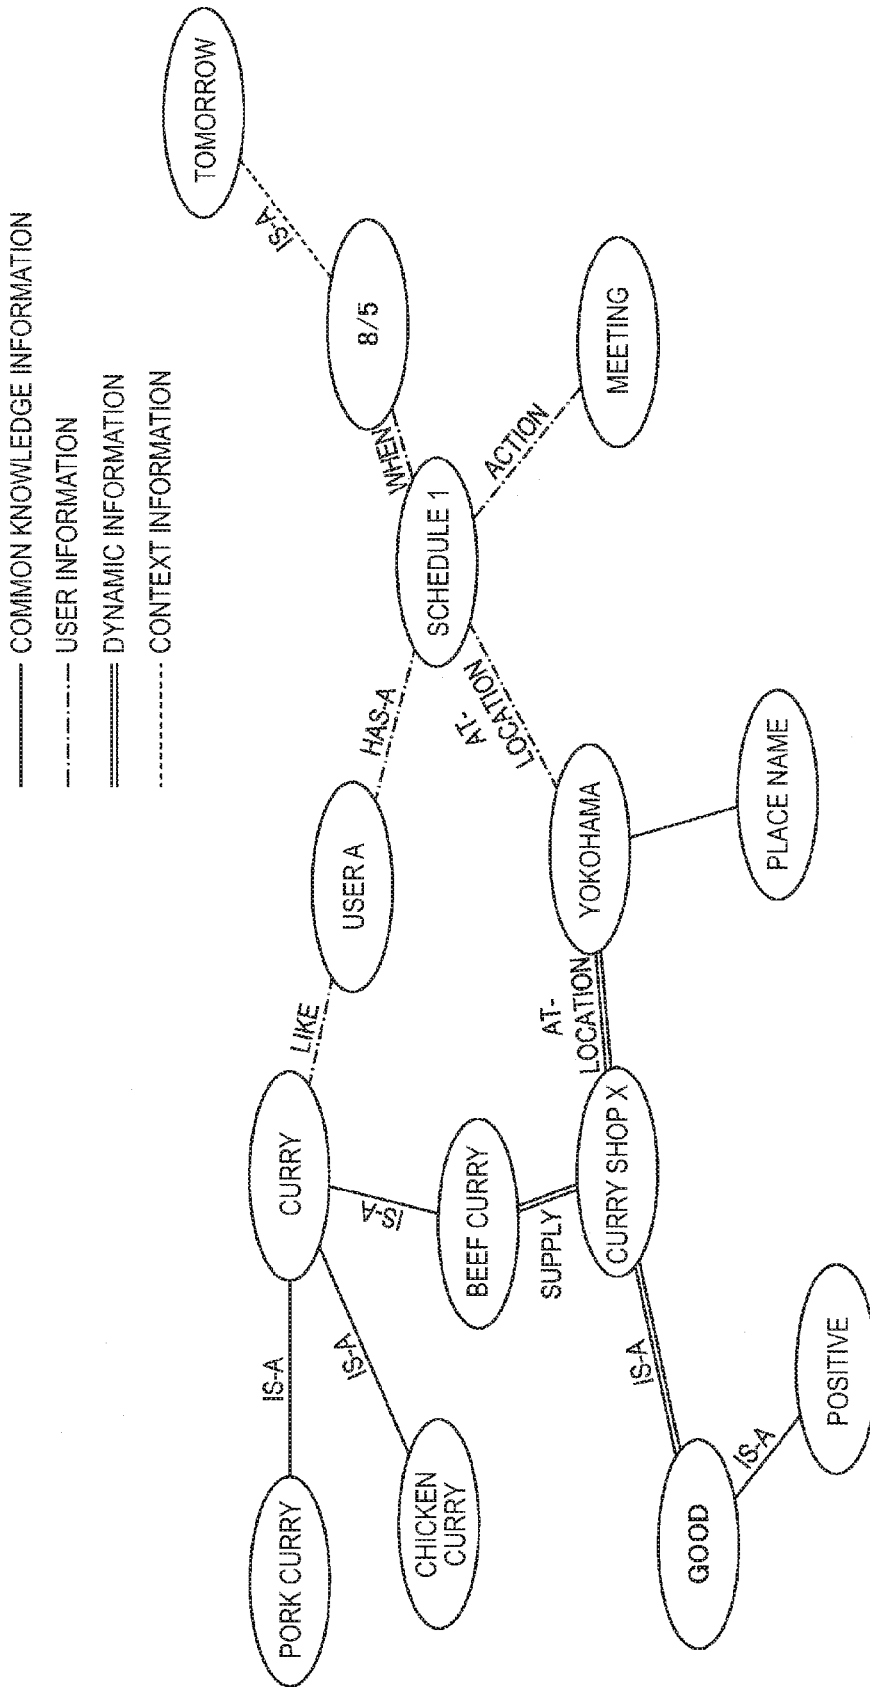 COMMON KNOWLEDGE INFORMATION
USER INFORMATION
DYNAMIC INFORMATION
CONTEXT INFORMATION
TOMORROW
IS-A
8/5
WHEN
SCHEDULE 1
ACTION
MEETING
HAS-A
USER A
LIKE
CURRY
IS-A
PORK CURRY
IS-A
CHICKEN
CURRY
IS-A
BEEF CURRY
SUPPLY
CURRY SHOP X
AT-
LOCATION
YOKOHAMA
AT-
LOCATION
PLACE NAME
IS-A
GOOD
IS-A
POSITIVE